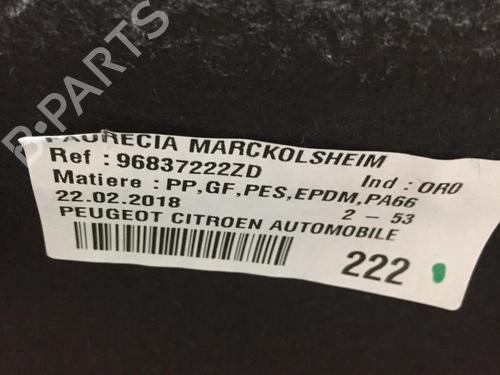 FAURECIA MARCKOLSHEIM
Ref : 96837222ZD Ind : OR0
Matiere : PP,GF,PES,EPDM,PA66
22.02.2018 2 - 53
PEUGEOT CITROEN AUTOMOBILE
222
B-PARTS